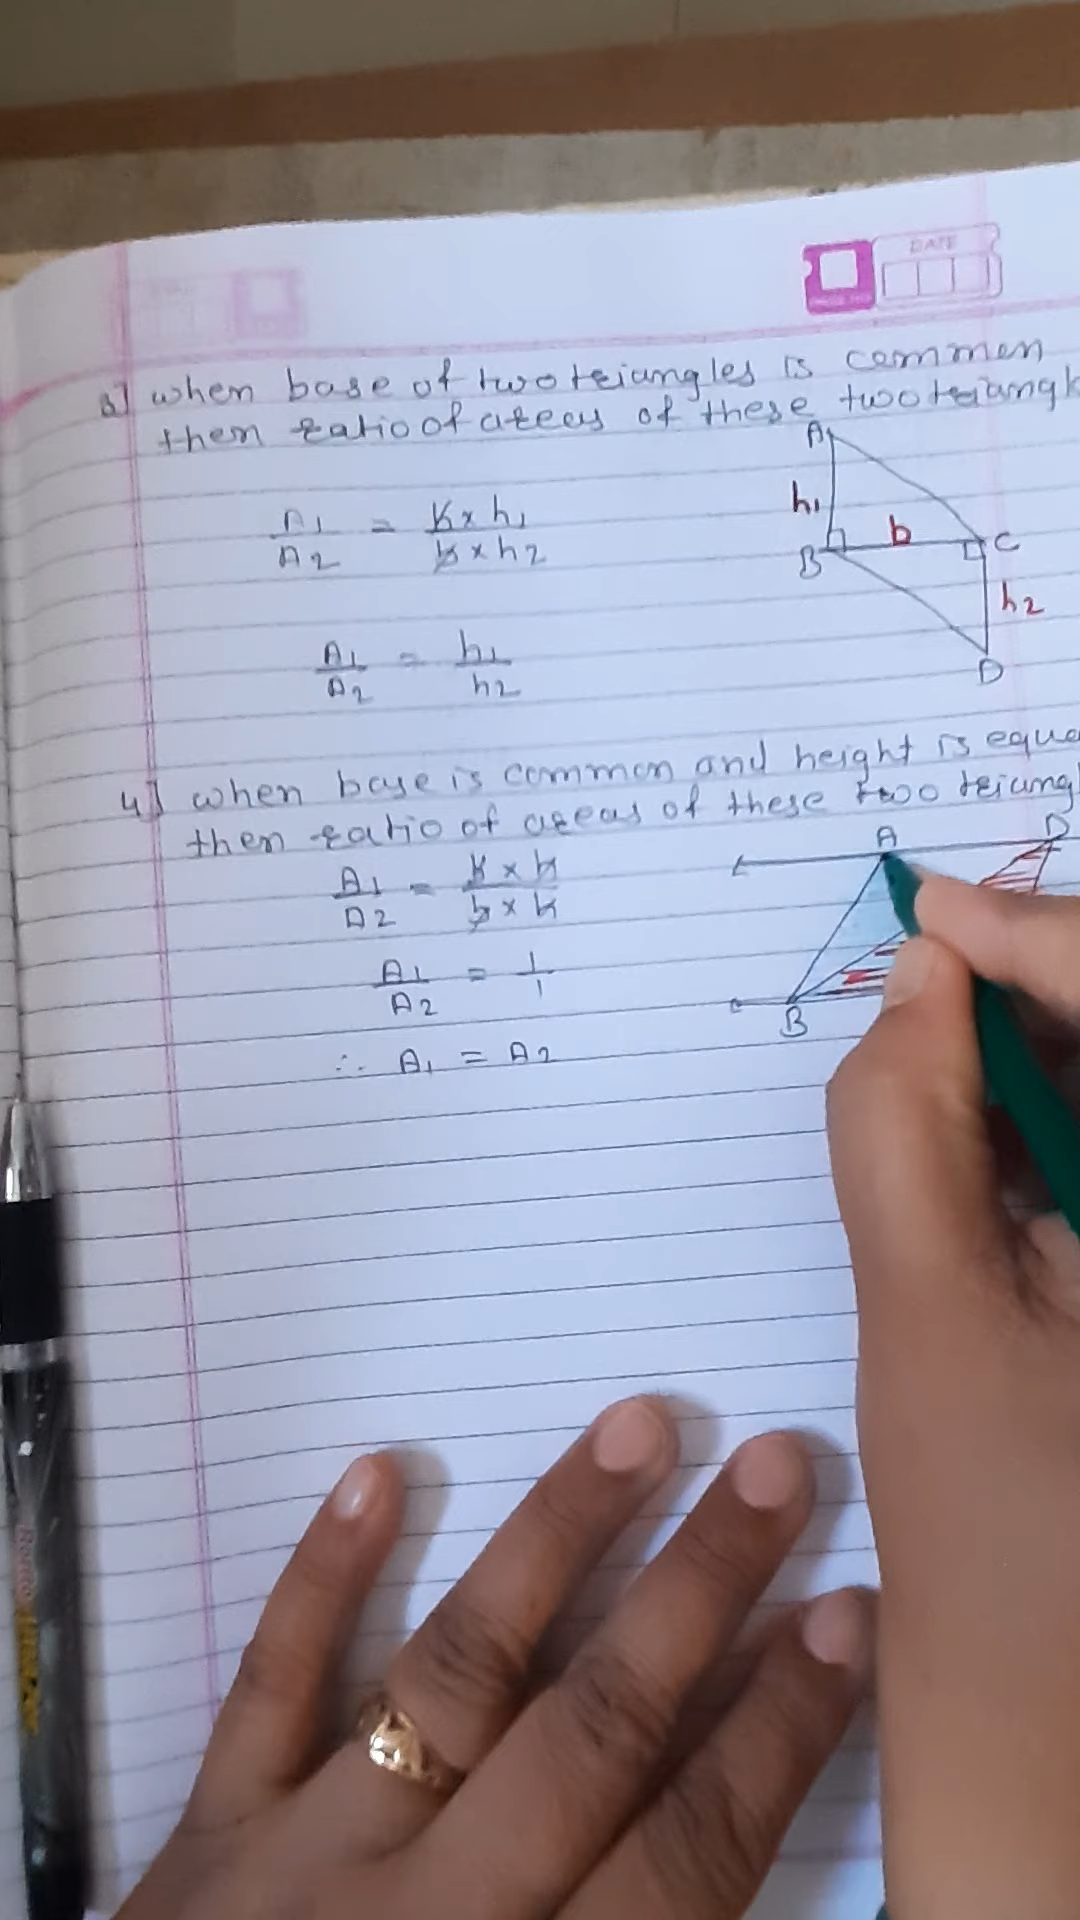 DATE
3] when base of two triangles is common
then ratio of areas of these two triangl
A1/A2 = b × h1/b × h2
A
h1
b
B
C
h2
D
A1/A2 = h1/h2
4] when base is common and height is equa
then ratio of areas of these two triangl
A1/A2 = b × h/b × h
A
D
B
A1/A2 = 1/1
∴ A1 = A2